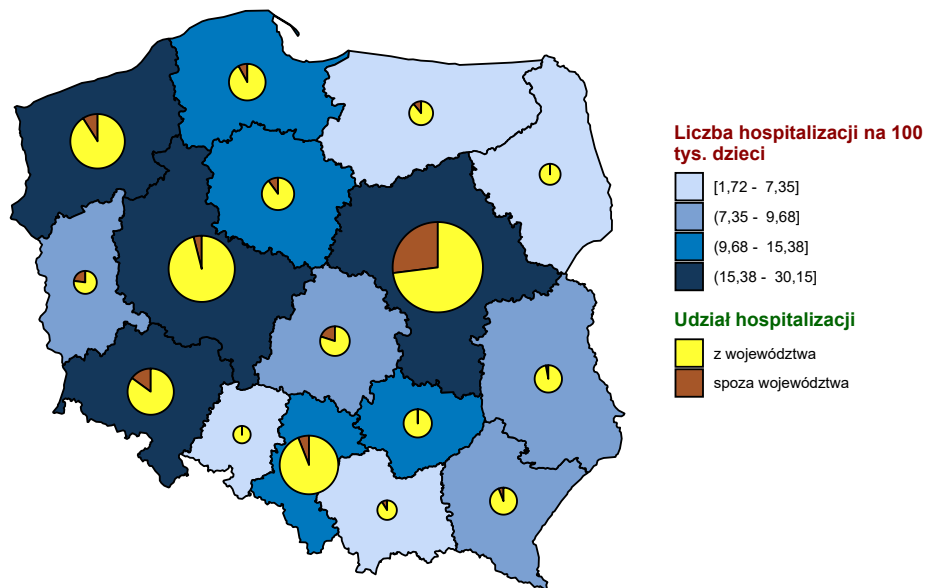 Liczba hospitalizacji na 100
tys. dzieci
[1,72 - 7,35]
(7,35 - 9,68]
(9,68 - 15,38]
(15,38 - 30,15]
Udział hospitalizacji
z województwa
spoza województwa